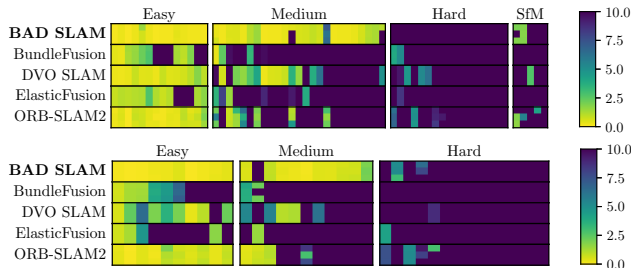 Easy Medium Hard SfM
BAD SLAM
BundleFusion
DVO SLAM
ElasticFusion
ORB-SLAM2
10.0
7.5
5.0
2.5
0.0
Easy Medium Hard
BAD SLAM
BundleFusion
DVO SLAM
ElasticFusion
ORB-SLAM2
10.0
7.5
5.0
2.5
0.0